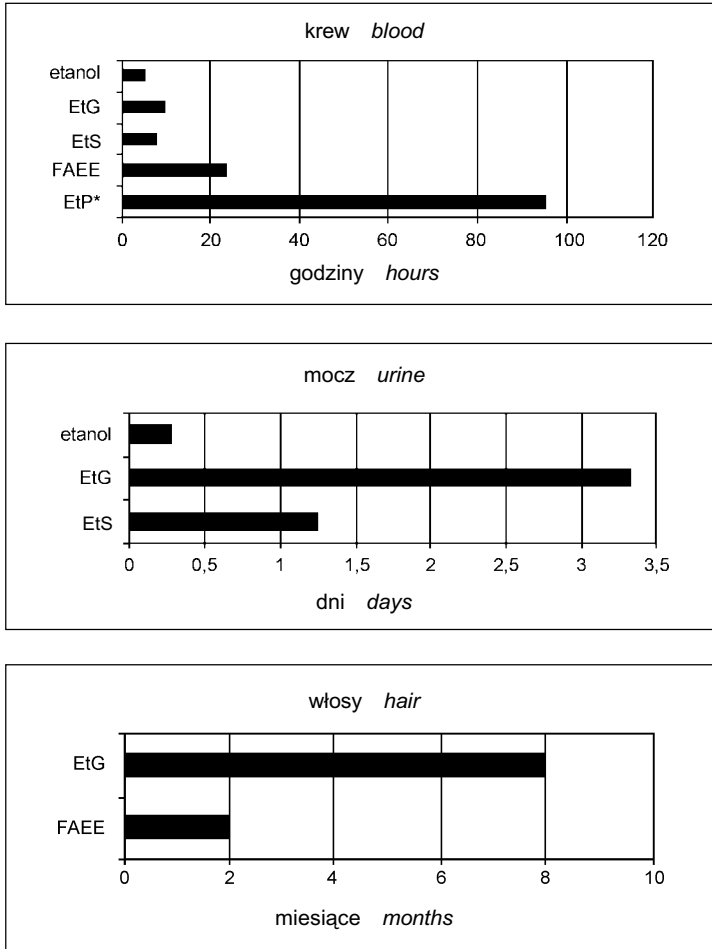 krew blood
etanol
EtG
EtS
FAEE
EtP*
0 20 40 60 80 100 120
godziny hours
mocz urine
etanol
EtG
EtS
0 0,5 1 1,5 2 2,5 3 3,5
dni days
włosy hair
EtG
FAEE
0 2 4 6 8 10
miesiące months